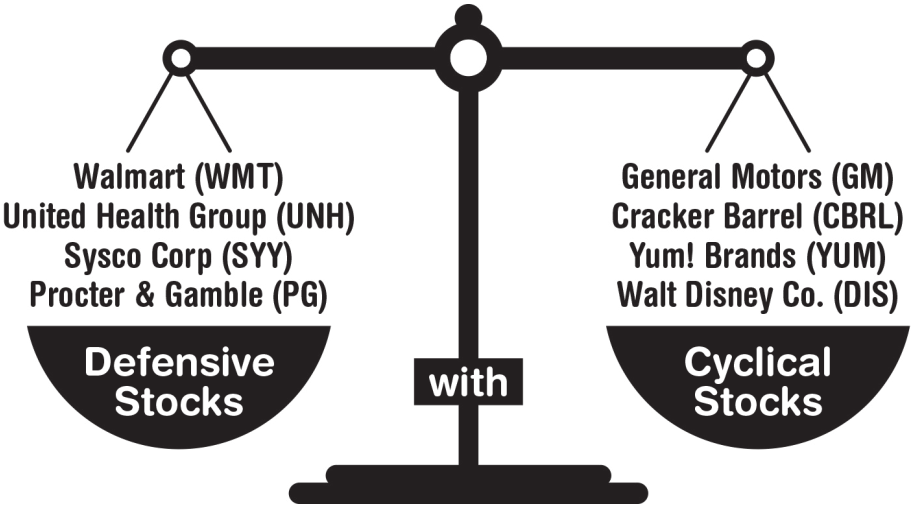 Walmart (WMT)
United Health Group (UNH)
Sysco Corp (SYY)
Procter & Gamble (PG)
Defensive
Stocks
with
General Motors (GM)
Cracker Barrel (CBRL)
Yum! Brands (YUM)
Walt Disney Co. (DIS)
Cyclical
Stocks